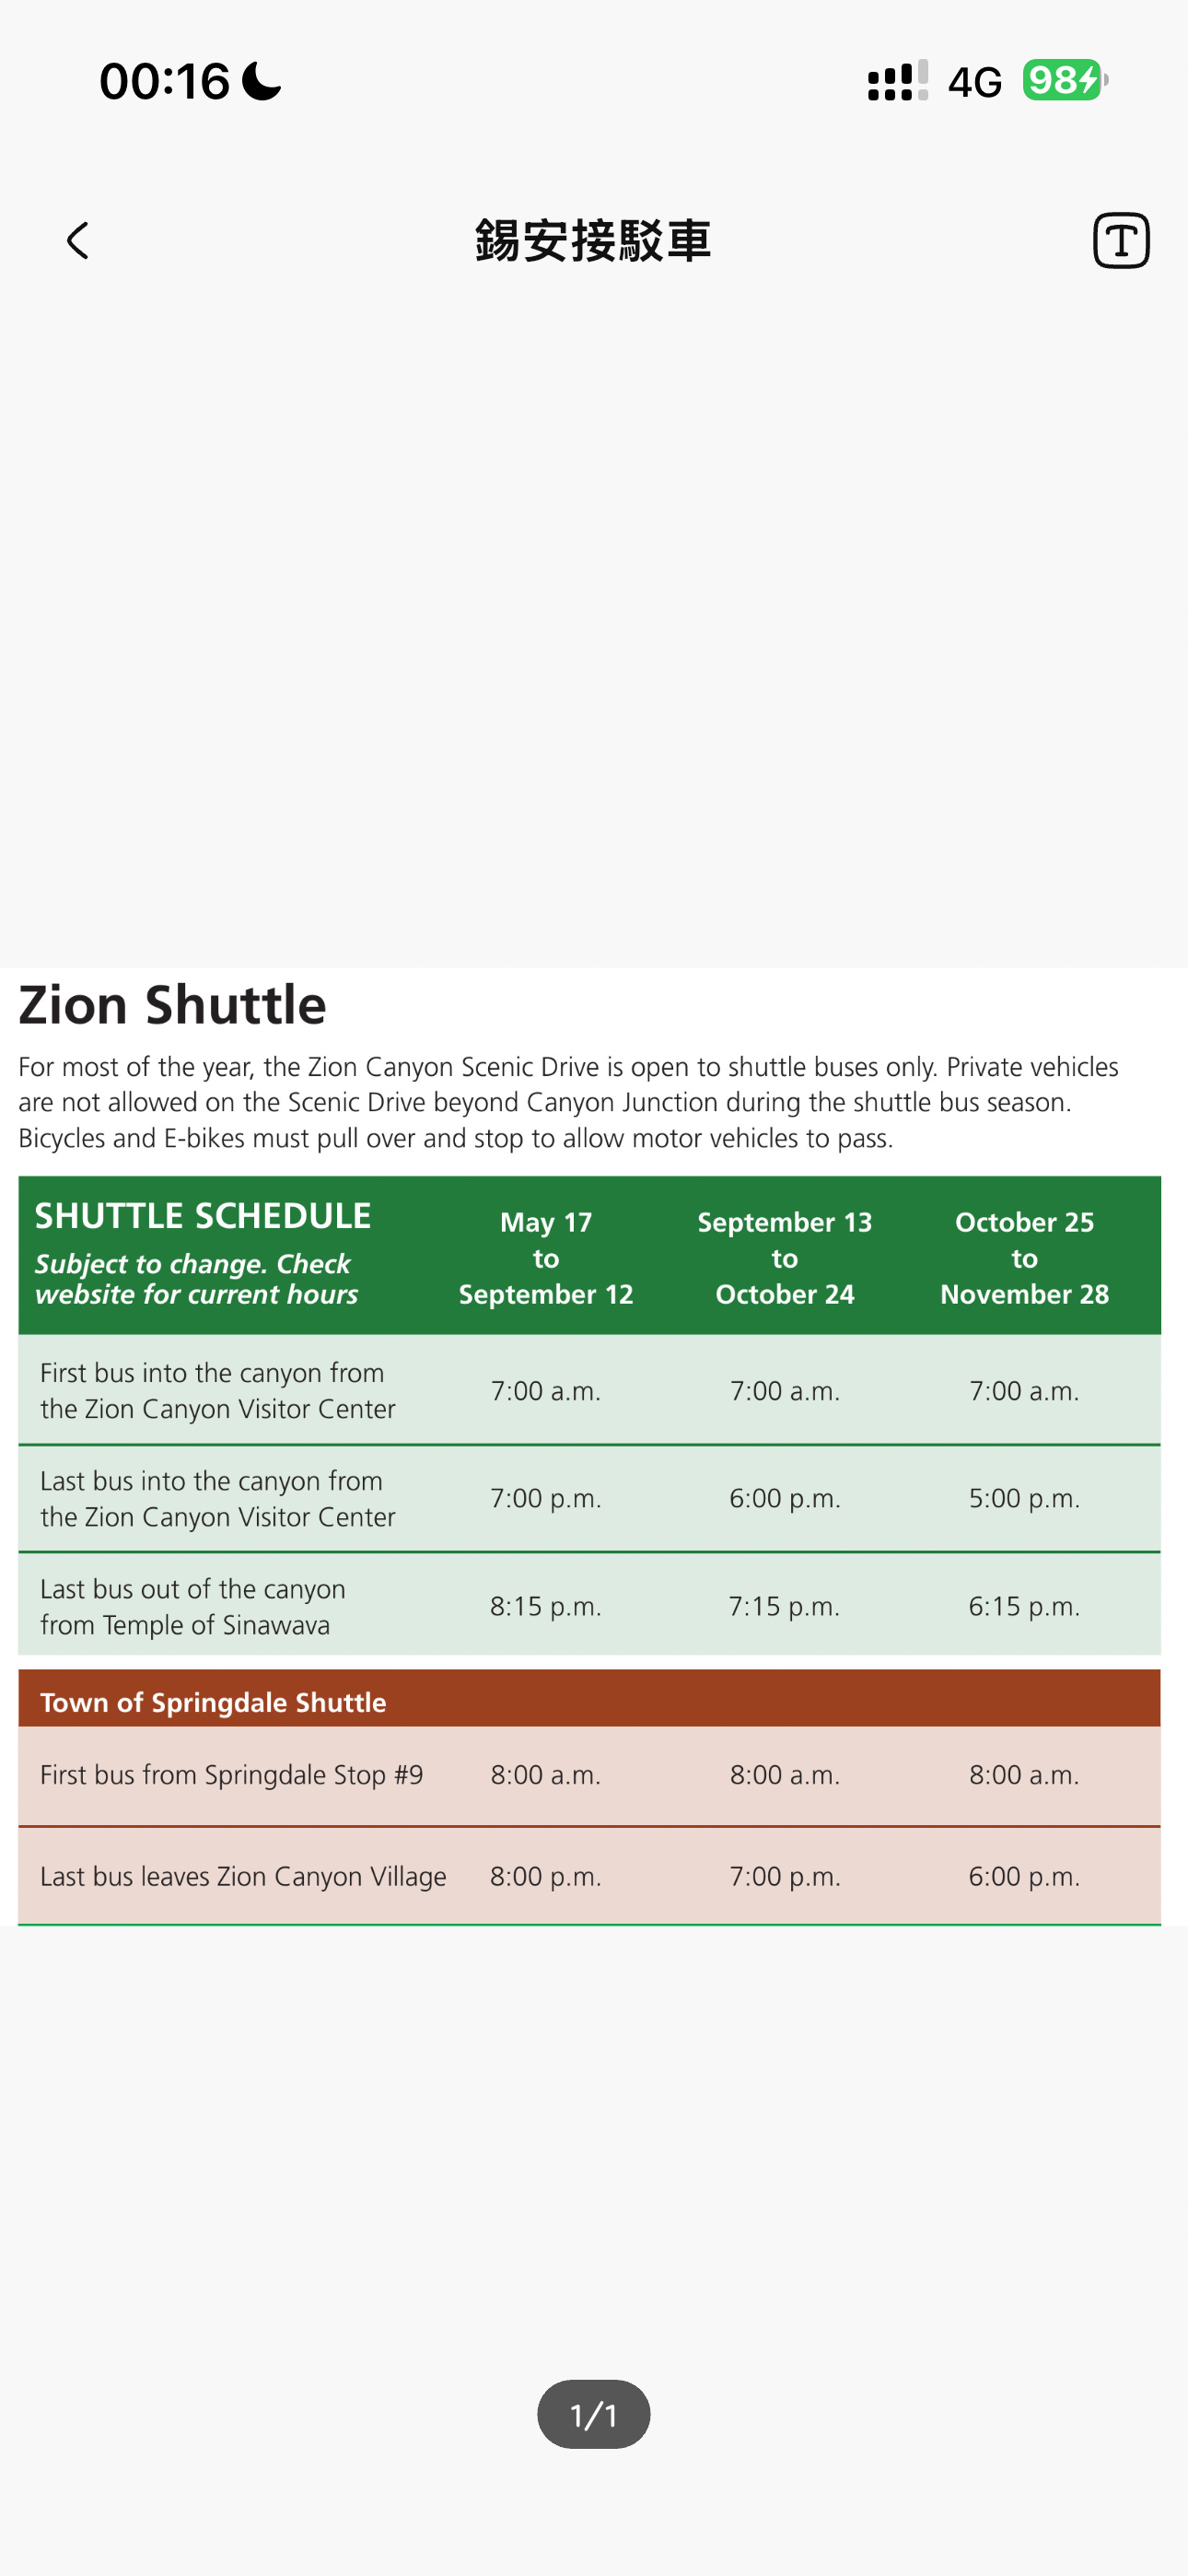 00:16
4G 98
錫安接駁車
T
Zion Shuttle
For most of the year, the Zion Canyon Scenic Drive is open to shuttle buses only. Private vehicles
are not allowed on the Scenic Drive beyond Canyon Junction during the shuttle bus season.
Bicycles and E-bikes must pull over and stop to allow motor vehicles to pass.
SHUTTLE SCHEDULE
Subject to change. Check
website for current hours
May 17
to
September 12
September 13
to
October 24
October 25
to
November 28
First bus into the canyon from
the Zion Canyon Visitor Center
7:00 a.m. 7:00 a.m. 7:00 a.m.
Last bus into the canyon from
the Zion Canyon Visitor Center
7:00 p.m. 6:00 p.m. 5:00 p.m.
Last bus out of the canyon
from Temple of Sinawava
8:15 p.m. 7:15 p.m. 6:15 p.m.
Town of Springdale Shuttle
First bus from Springdale Stop #9 8:00 a.m. 8:00 a.m. 8:00 a.m.
Last bus leaves Zion Canyon Village 8:00 p.m. 7:00 p.m. 6:00 p.m.
1/1